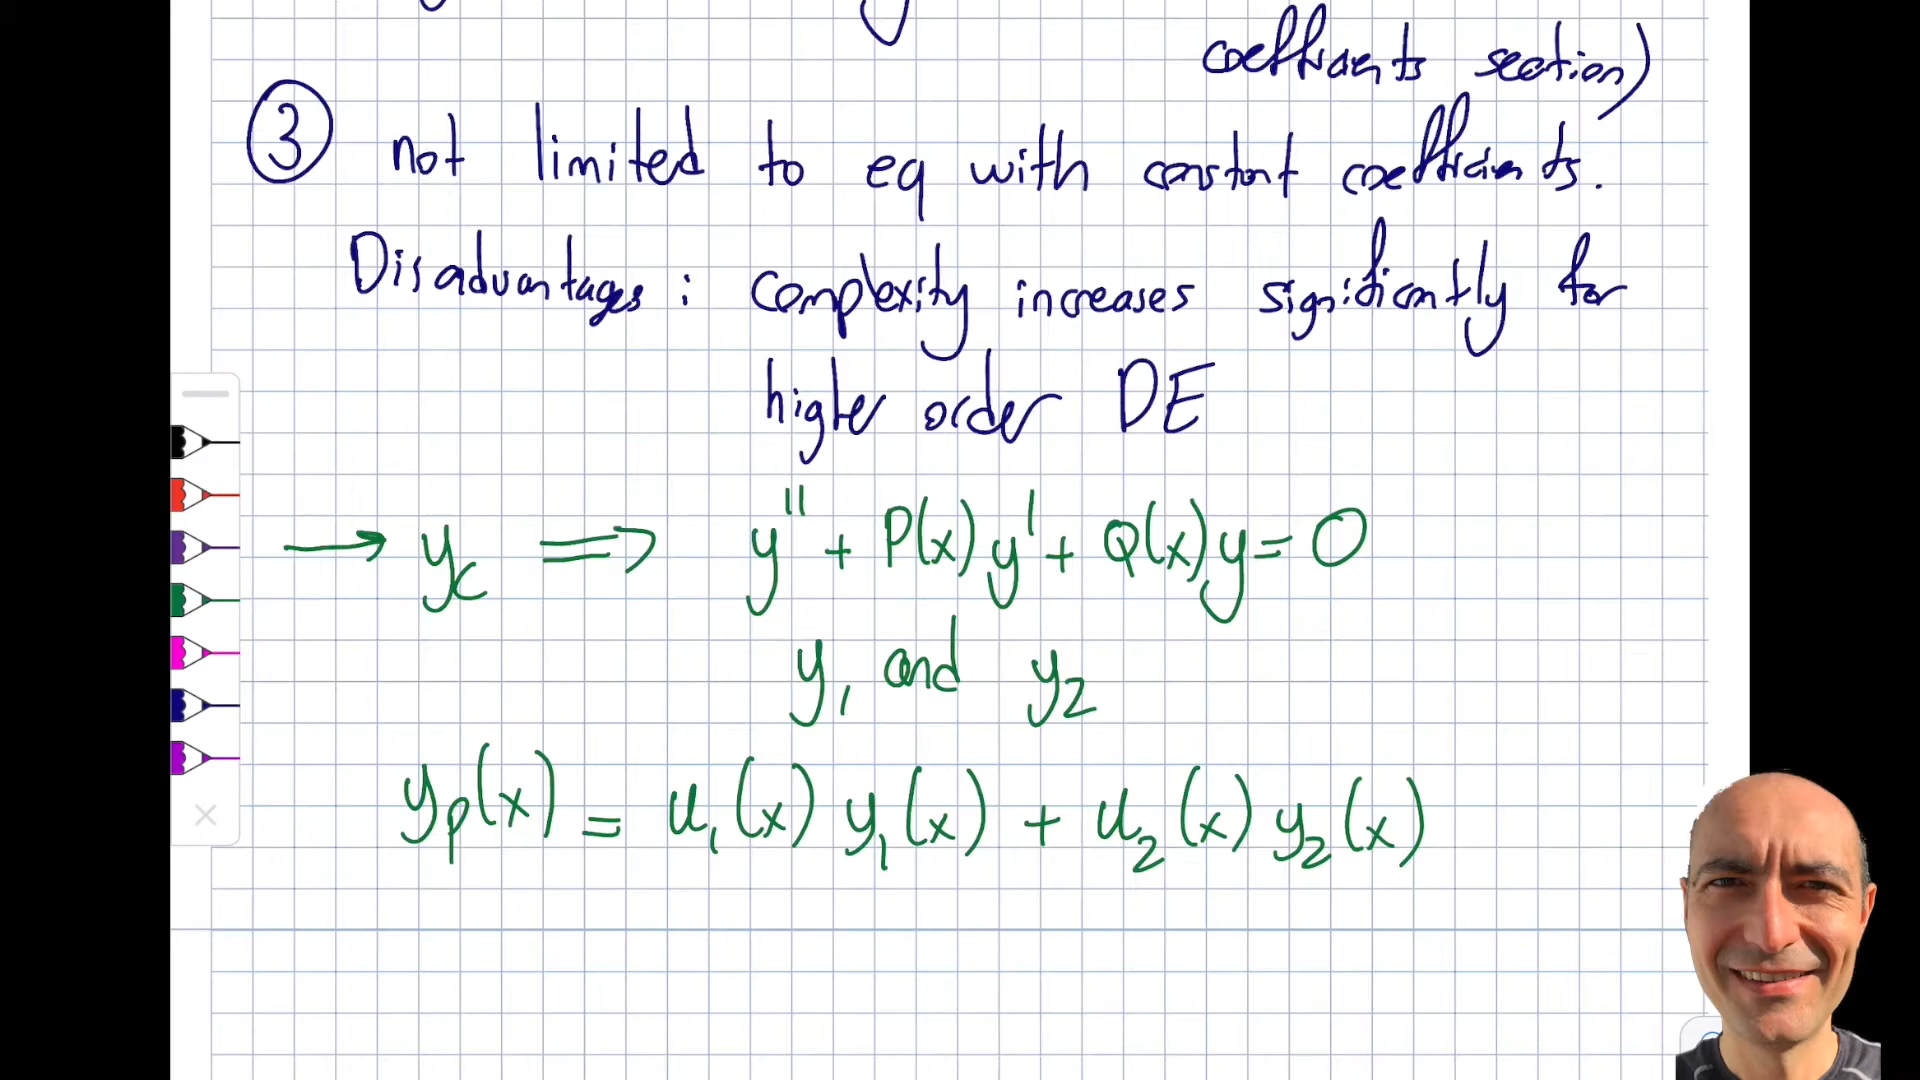 coefficients section)
③ not limited to eq with constant coefficients.
Disadvantages : complexity increases significantly for
higher order DE
→ yc ⟹ y'' + P(x) y' + Q(x) y = 0
y₁ and y₂
yp(x) = u₁(x) y₁(x) + u₂(x) y₂(x)